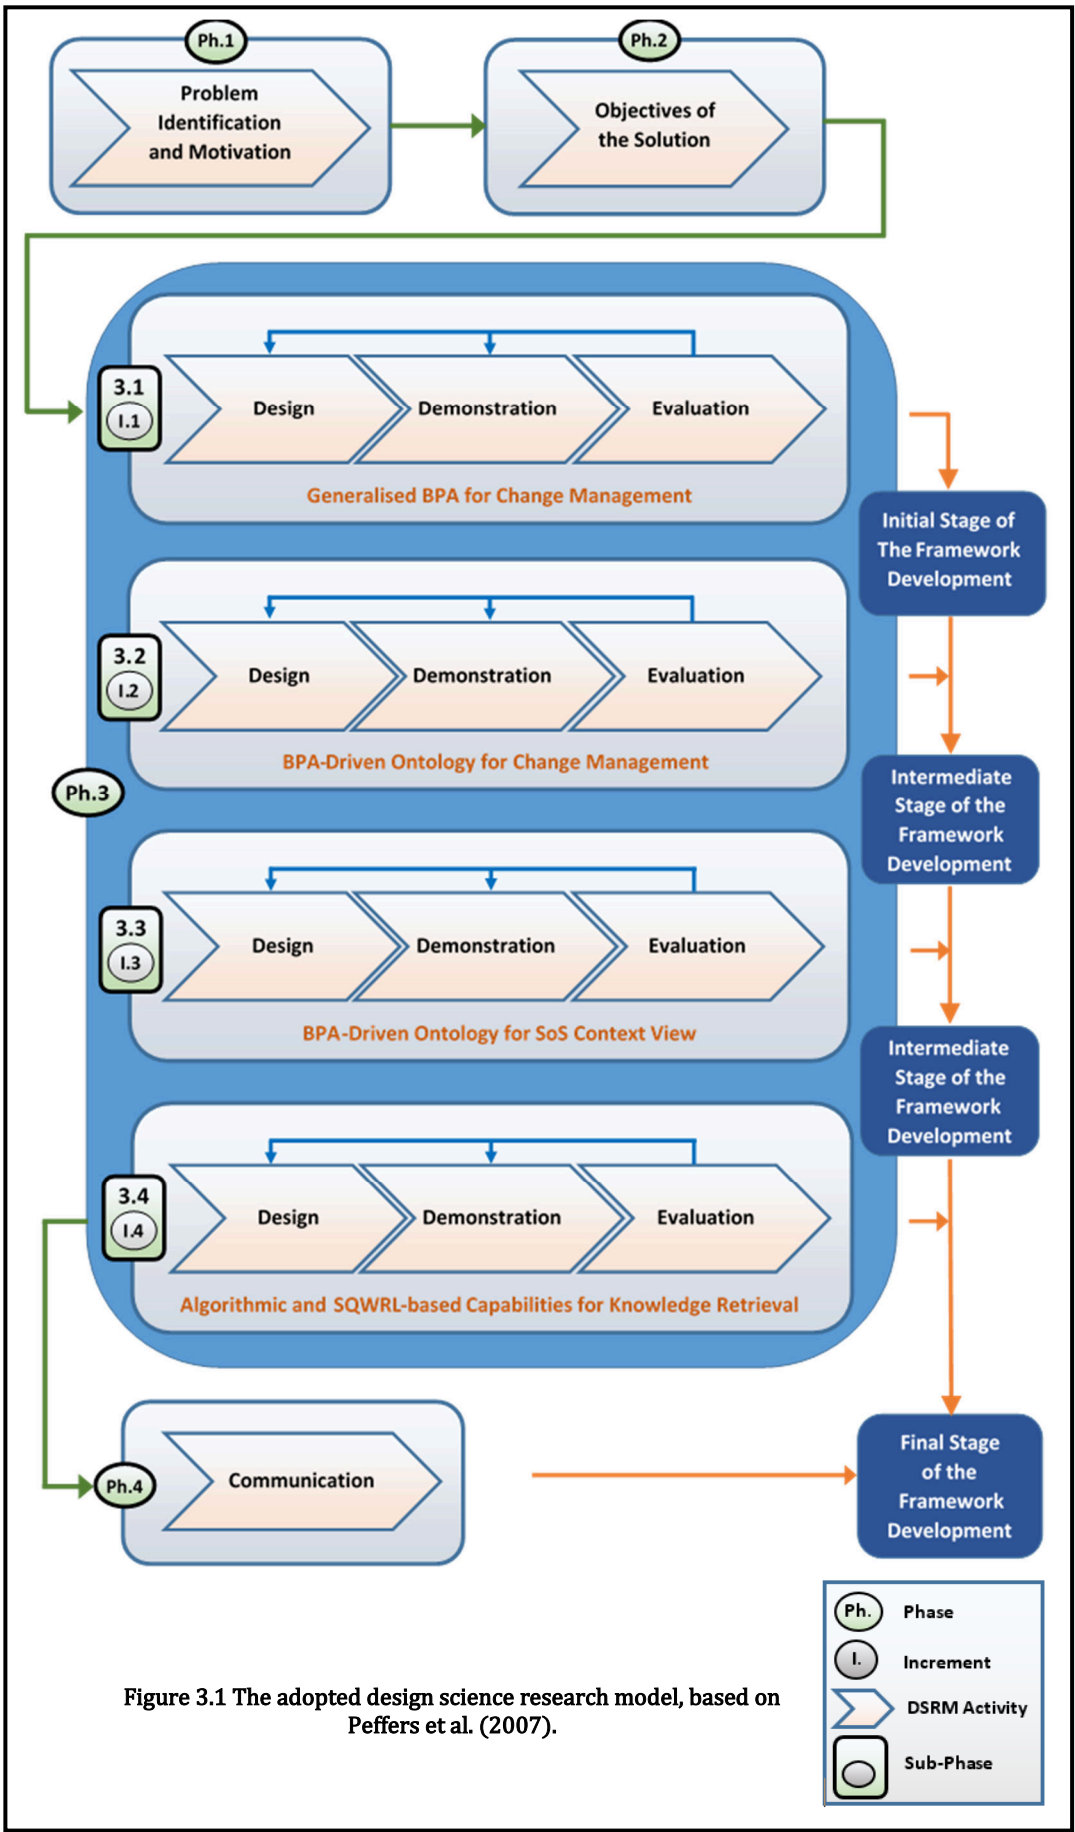 Ph.1
Problem
Identification
and Motivation
Ph.2
Objectives of
the Solution
3.1
I.1
Design
Demonstration
Evaluation
Generalised BPA for Change Management
Initial Stage of
The Framework
Development
3.2
I.2
Design
Demonstration
Evaluation
BPA-Driven Ontology for Change Management
Ph.3
Intermediate
Stage of the
Framework
Development
3.3
I.3
Design
Demonstration
Evaluation
BPA-Driven Ontology for SoS Context View
Intermediate
Stage of the
Framework
Development
3.4
I.4
Design
Demonstration
Evaluation
Algorithmic and SQWRL-based Capabilities for Knowledge Retrieval
Ph.4
Communication
Final Stage
of the
Framework
Development
Ph.
Phase
I.
Increment
DSRM Activity
Sub-Phase
Figure 3.1 The adopted design science research model, based on
Peffers et al. (2007).